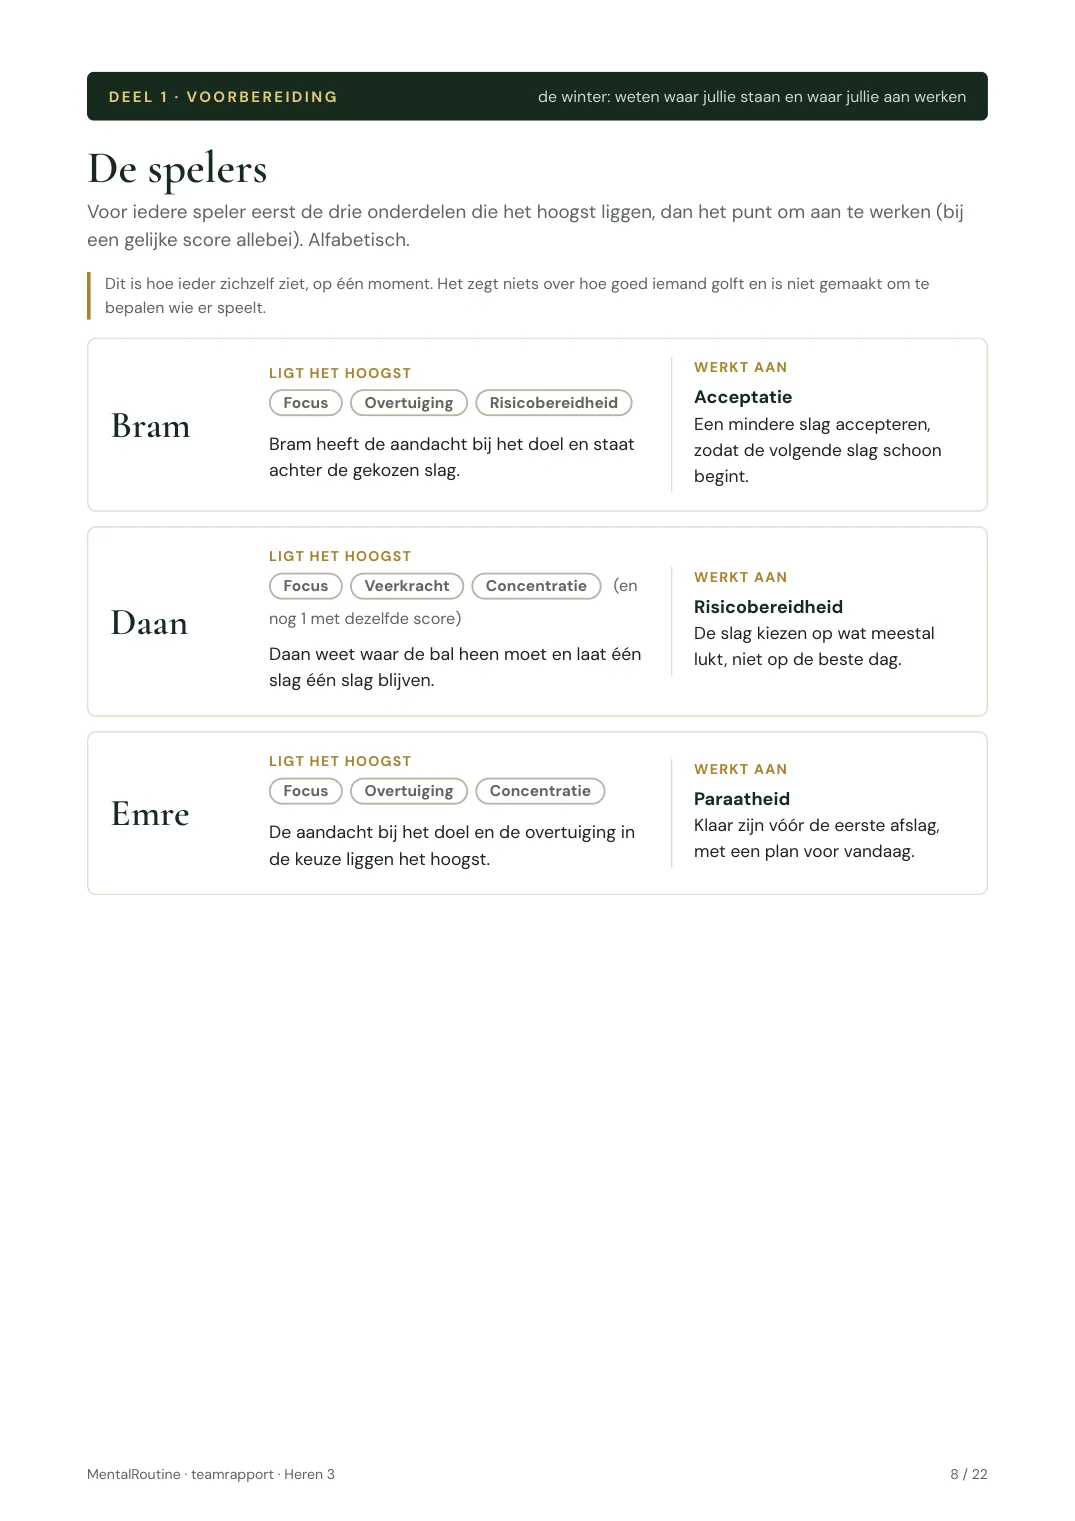 DEEL 1 · VOORBEREIDING
de winter: weten waar jullie staan en waar jullie aan werken
De spelers
Voor iedere speler eerst de drie onderdelen die het hoogst liggen, dan het punt om aan te werken (bij
een gelijke score allebei). Alfabetisch.
Dit is hoe ieder zichzelf ziet, op één moment. Het zegt niets over hoe goed iemand golft en is niet gemaakt om te
bepalen wie er speelt.
Bram
LIGT HET HOOGST
Focus Overtuiging Risicobereidheid
Bram heeft de aandacht bij het doel en staat
achter de gekozen slag.
WERKT AAN
Acceptatie
Een mindere slag accepteren,
zodat de volgende slag schoon
begint.
Daan
LIGT HET HOOGST
Focus Veerkracht Concentratie (en
nog 1 met dezelfde score)
Daan weet waar de bal heen moet en laat één
slag één slag blijven.
WERKT AAN
Risicobereidheid
De slag kiezen op wat meestal
lukt, niet op de beste dag.
Emre
LIGT HET HOOGST
Focus Overtuiging Concentratie
De aandacht bij het doel en de overtuiging in
de keuze liggen het hoogst.
WERKT AAN
Paraatheid
Klaar zijn vóór de eerste afslag,
met een plan voor vandaag.
MentalRoutine · teamrapport · Heren 3
8 / 22